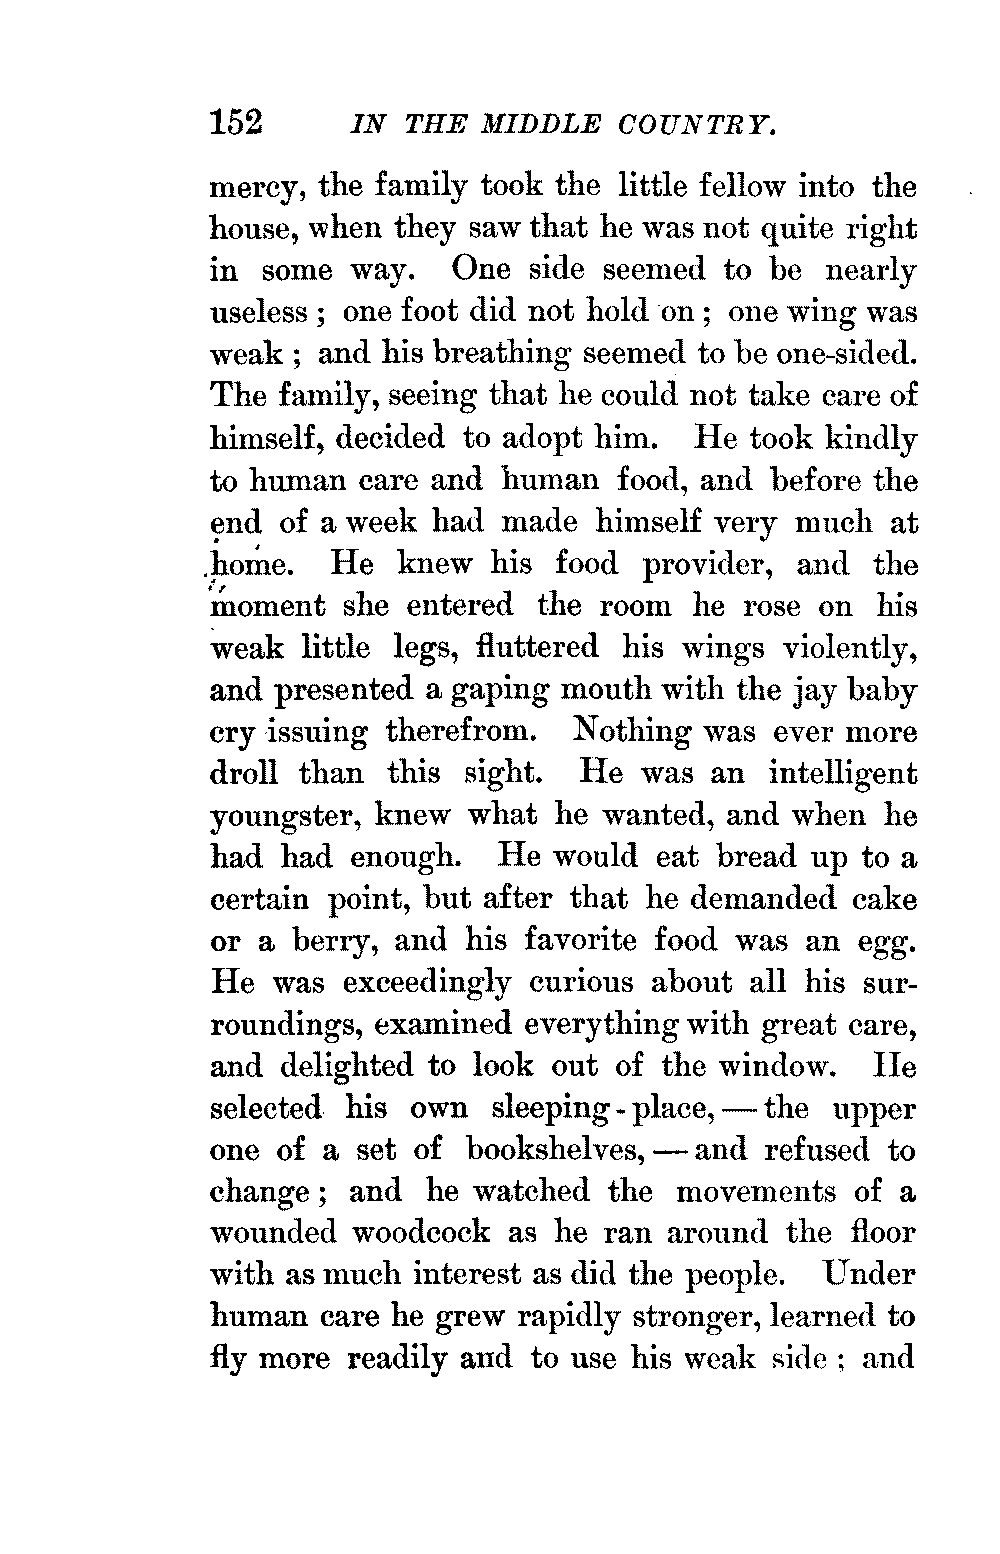 152 IN THE MIDDLE COUNTRY.
mercy, the family took the little fellow into the
house, when they saw that he was not quite right
in some way. One side seemed to be nearly
useless ; one foot did not hold on ; one wing was
weak ; and his breathing seemed to be one-sided.
The family, seeing that he could not take care of
himself, decided to adopt him. He took kindly
to human care and human food, and before the
end of a week had made himself very much at
home. He knew his food provider, and the
moment she entered the room he rose on his
weak little legs, fluttered his wings violently,
and presented a gaping mouth with the jay baby
cry issuing therefrom. Nothing was ever more
droll than this sight. He was an intelligent
youngster, knew what he wanted, and when he
had had enough. He would eat bread up to a
certain point, but after that he demanded cake
or a berry, and his favorite food was an egg.
He was exceedingly curious about all his sur-
roundings, examined everything with great care,
and delighted to look out of the window. He
selected his own sleeping-place, — the upper
one of a set of bookshelves, — and refused to
change ; and he watched the movements of a
wounded woodcock as he ran around the floor
with as much interest as did the people. Under
human care he grew rapidly stronger, learned to
fly more readily and to use his weak side ; and